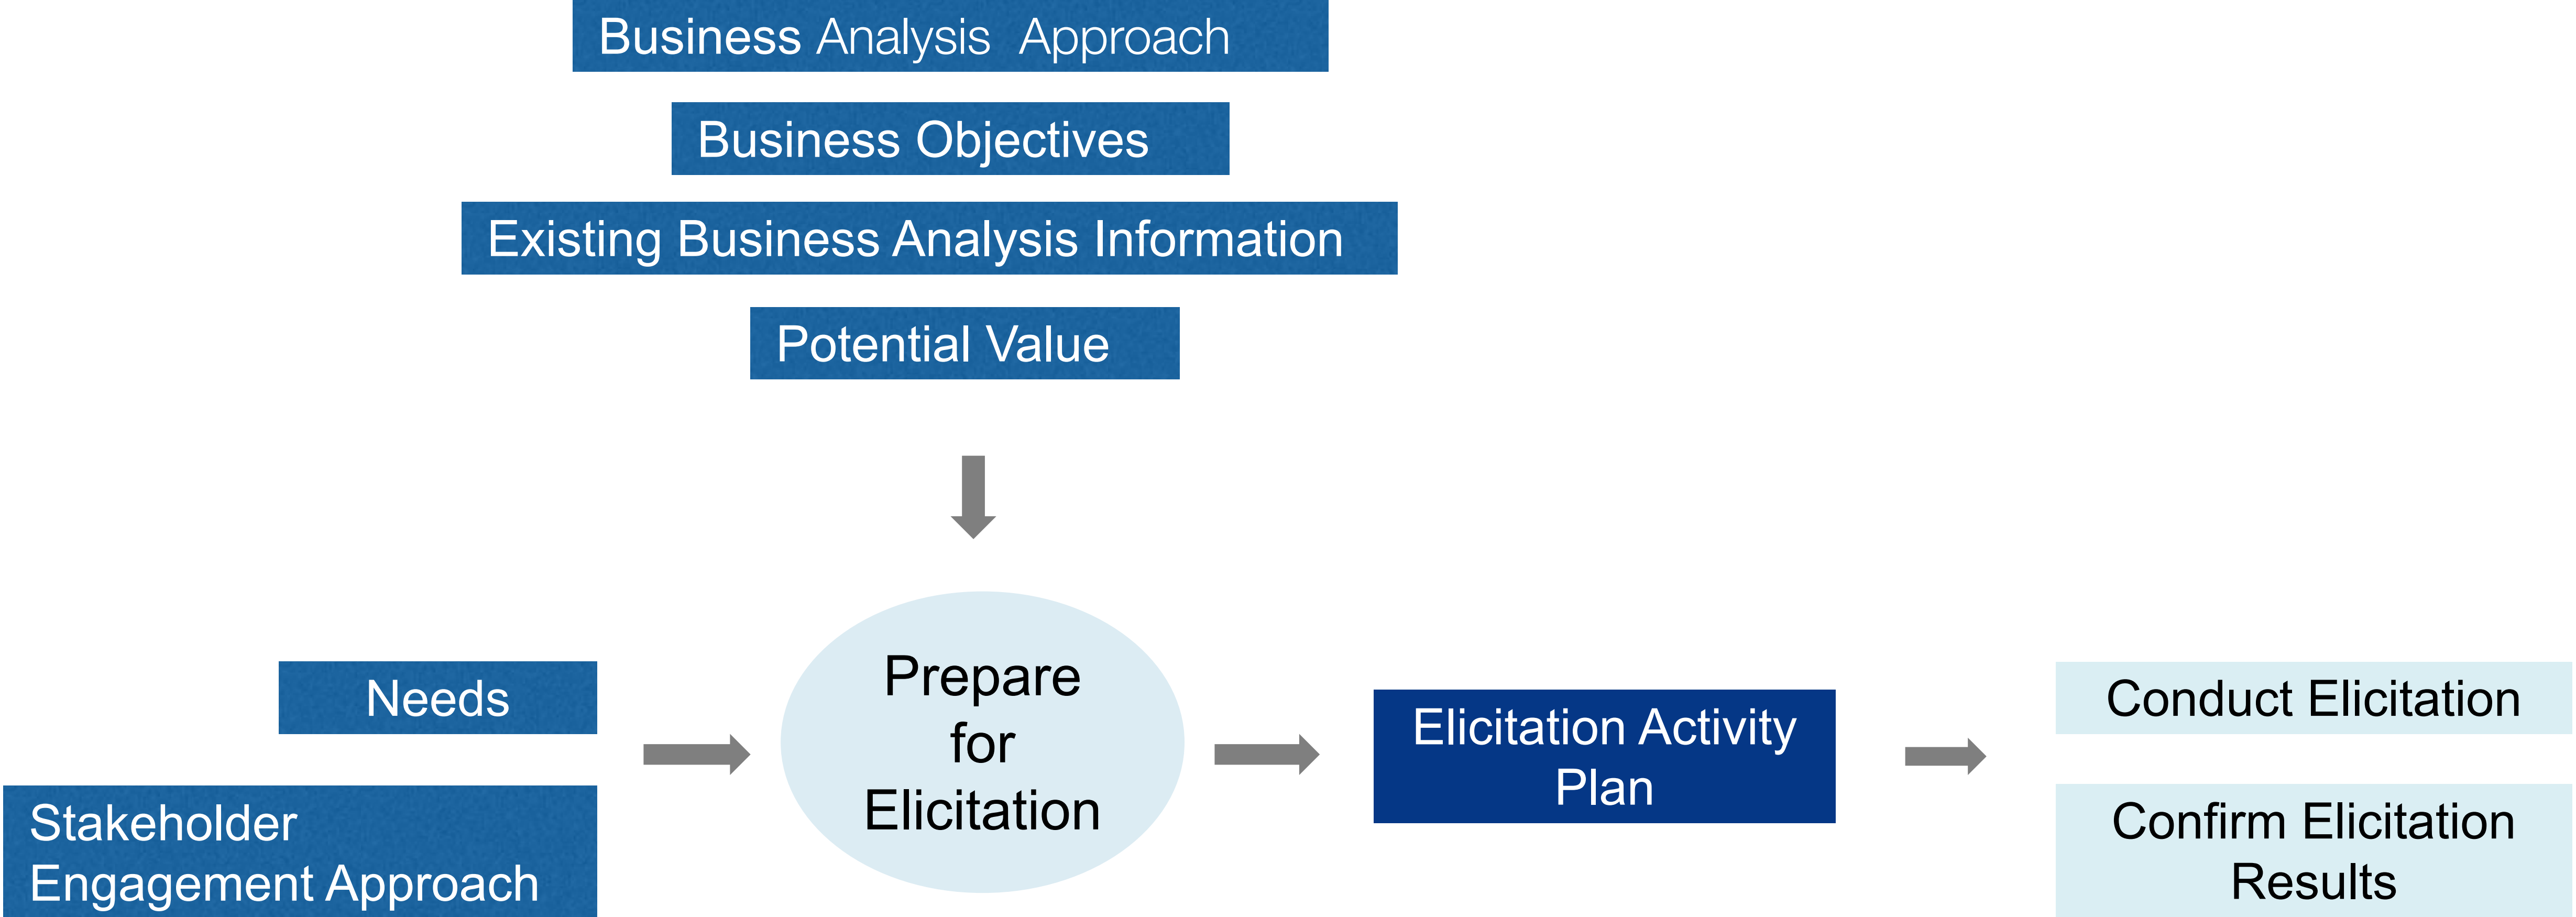 Business Analysis Approach
Business Objectives
Existing Business Analysis Information
Potential Value
Needs
Stakeholder
Engagement Approach
Prepare
for
Elicitation
Elicitation Activity
Plan
Conduct Elicitation
Confirm Elicitation
Results